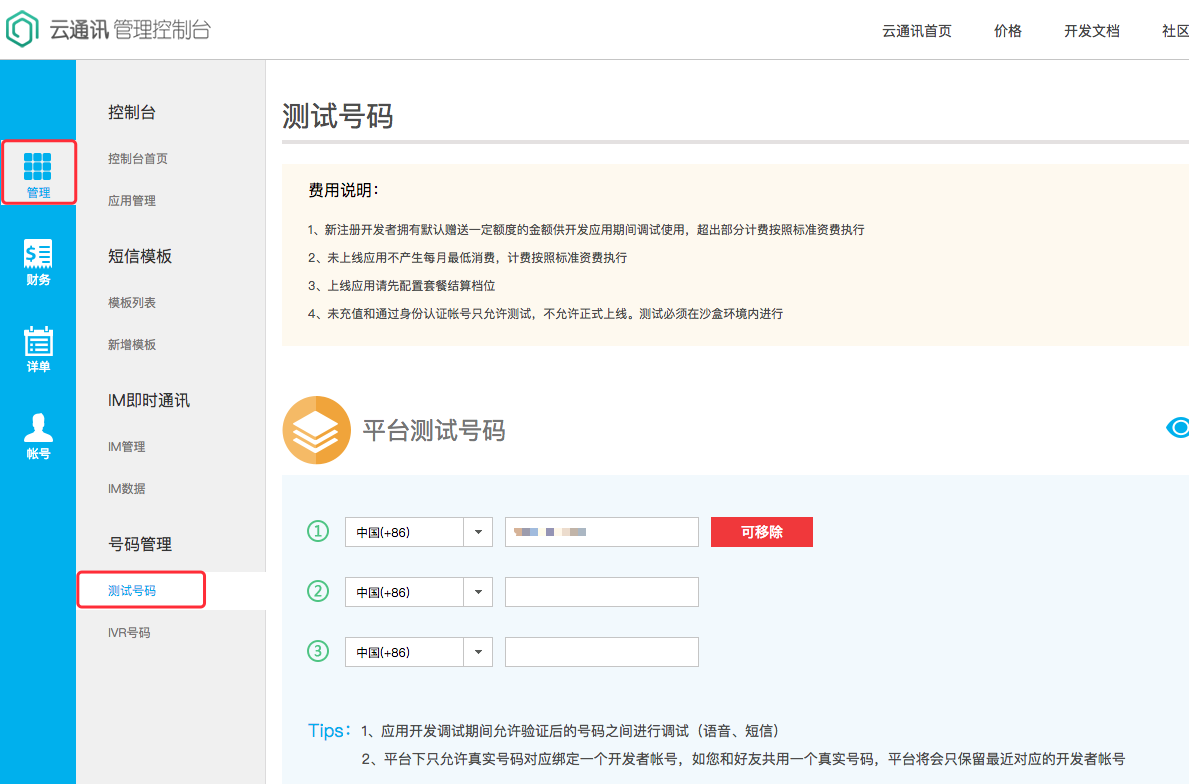 云通讯 管理控制台
云通讯首页 价格 开发文档 社区
管理
财务
详单
帐号
控制台
控制台首页
应用管理
短信模板
模板列表
新增模板
IM即时通讯
IM管理
IM数据
号码管理
测试号码
IVR号码
测试号码
费用说明：
1、新注册开发者拥有默认赠送一定额度的金额供开发应用期间调试使用，超出部分计费按照标准资费执行
2、未上线应用不产生每月最低消费，计费按照标准资费执行
3、上线应用请先配置套餐结算档位
4、未充值和通过身份认证帐号只允许测试，不允许正式上线。测试必须在沙盒环境内进行
平台测试号码
1 中国(+86) 可移除
2 中国(+86)
3 中国(+86)
Tips：1、应用开发调试期间允许验证后的号码之间进行调试（语音、短信）
2、平台下只允许真实号码对应绑定一个开发者帐号，如您和好友共用一个真实号码，平台将会只保留最近对应的开发者帐号